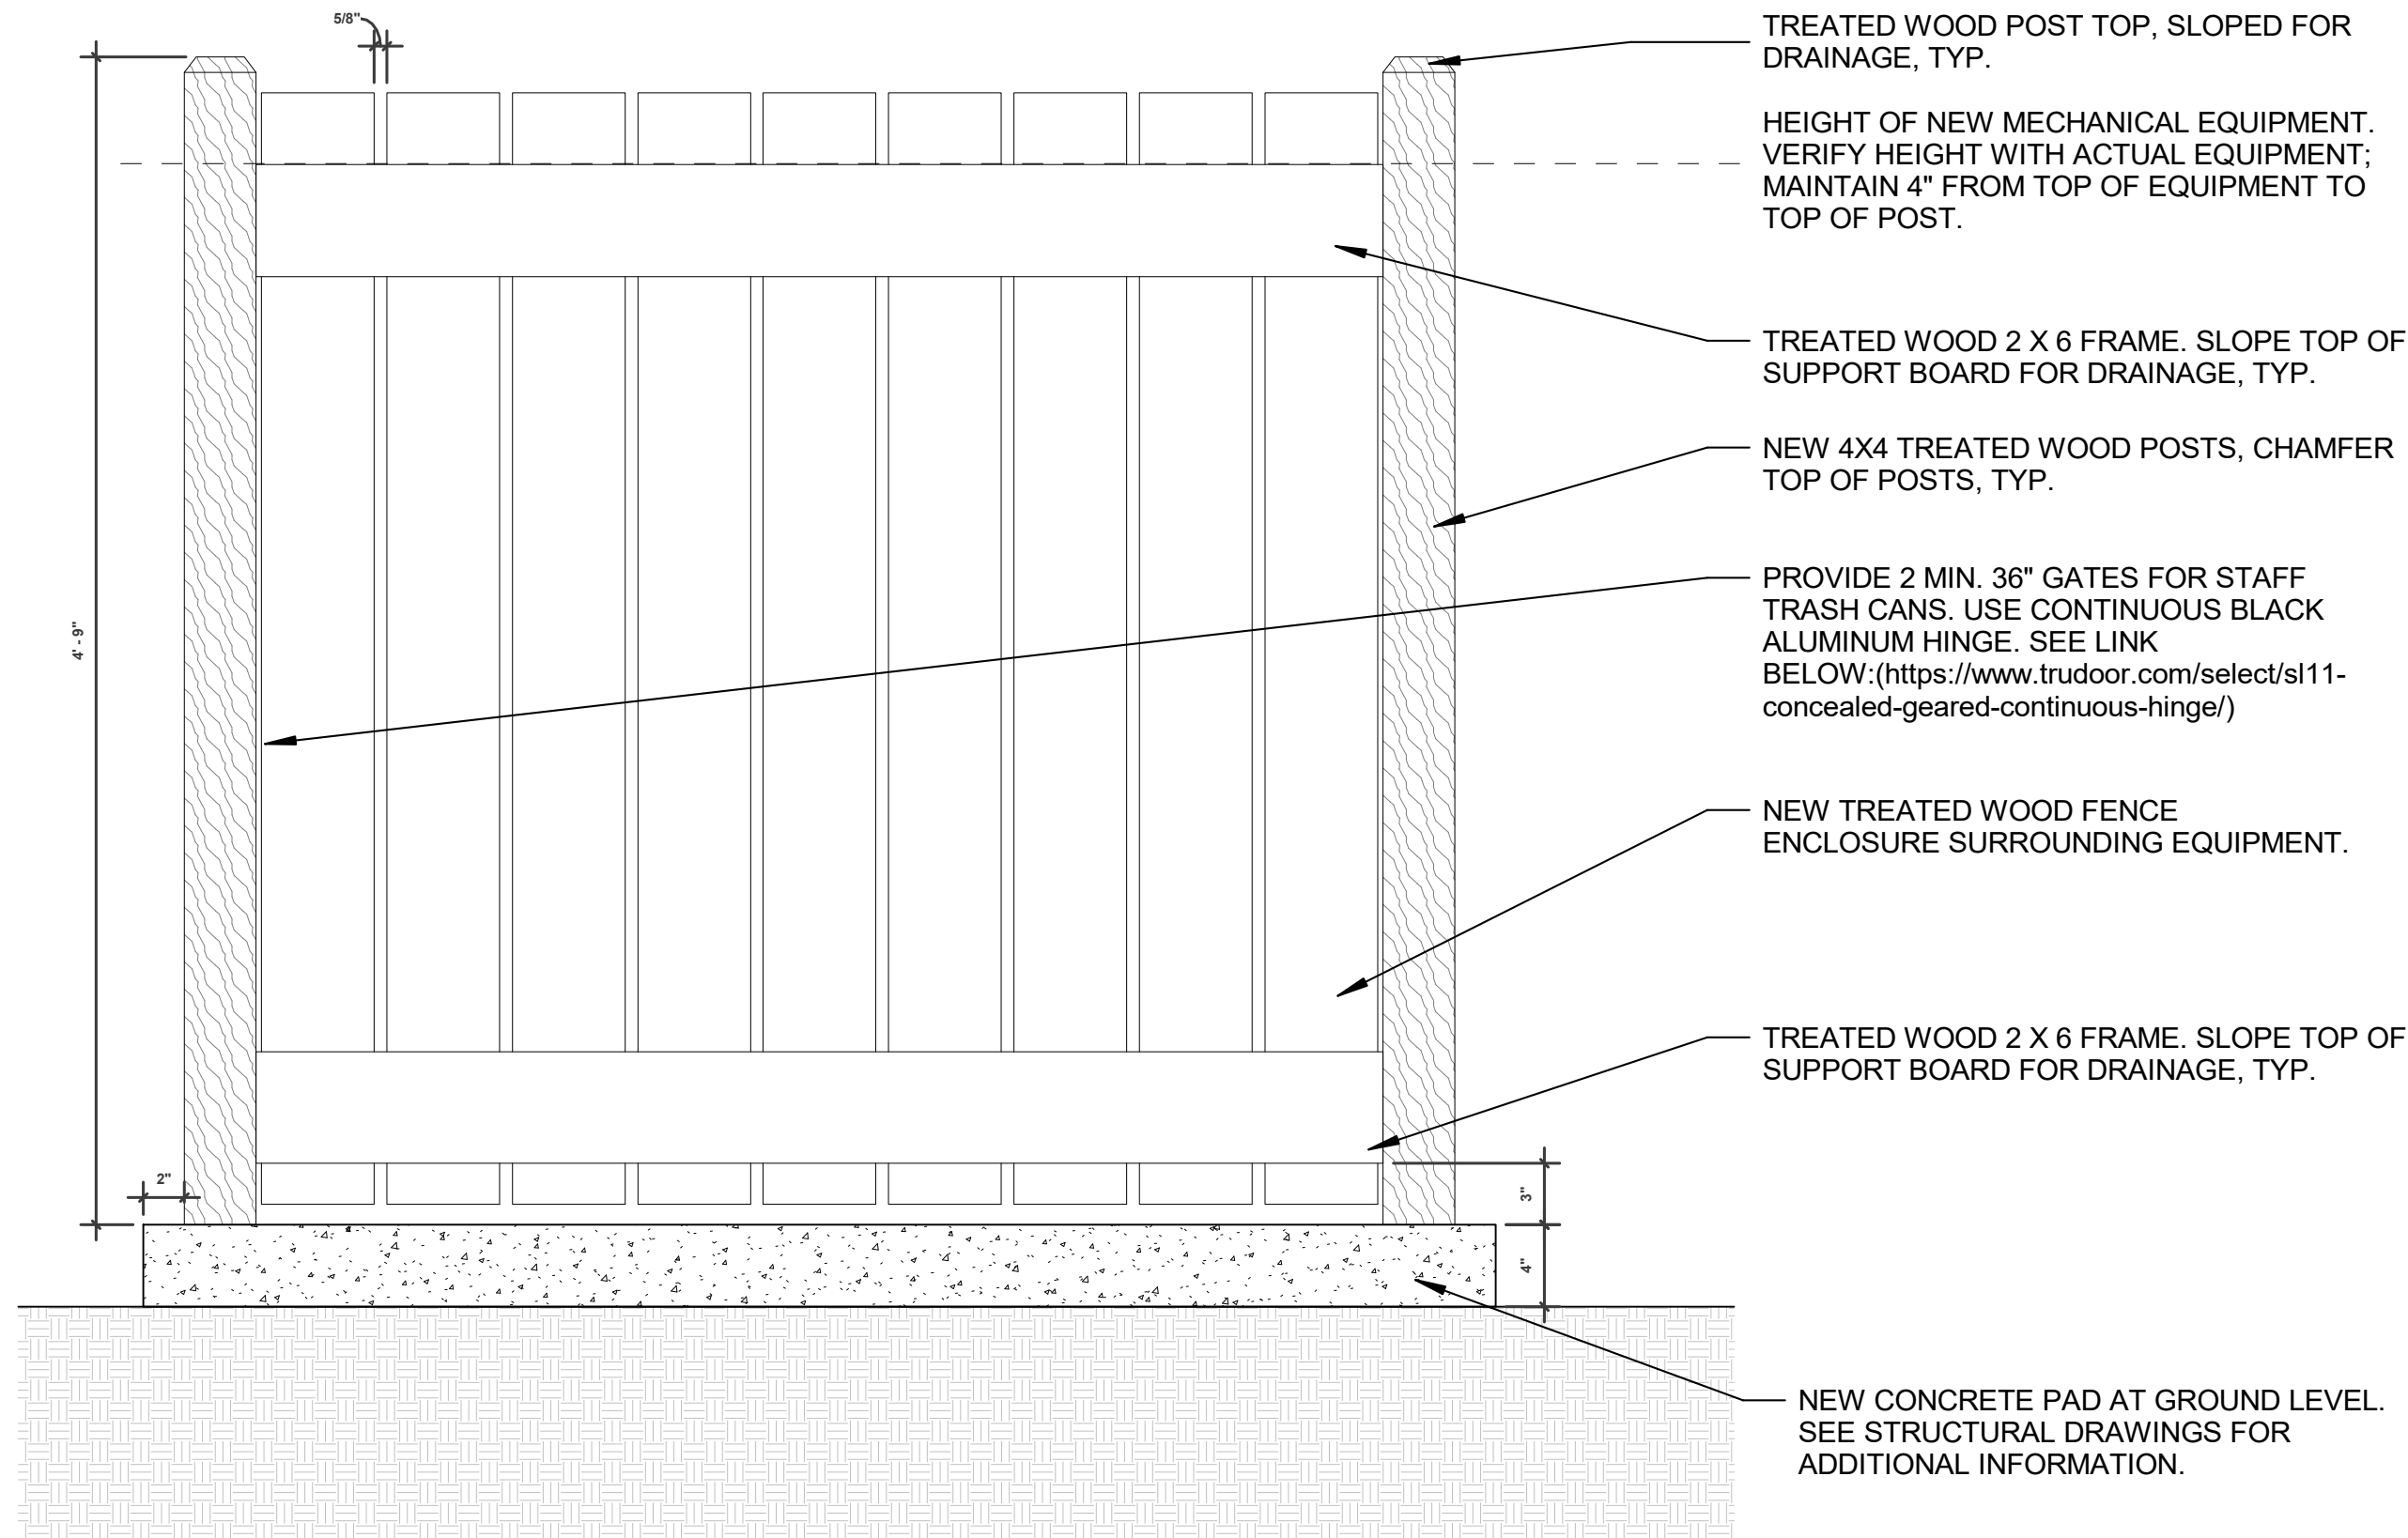 5/8"
TREATED WOOD POST TOP, SLOPED FOR
DRAINAGE, TYP.
HEIGHT OF NEW MECHANICAL EQUIPMENT.
VERIFY HEIGHT WITH ACTUAL EQUIPMENT;
MAINTAIN 4" FROM TOP OF EQUIPMENT TO
TOP OF POST.
TREATED WOOD 2 X 6 FRAME. SLOPE TOP OF
SUPPORT BOARD FOR DRAINAGE, TYP.
NEW 4X4 TREATED WOOD POSTS, CHAMFER
TOP OF POSTS, TYP.
PROVIDE 2 MIN. 36" GATES FOR STAFF
TRASH CANS. USE CONTINUOUS BLACK
ALUMINUM HINGE. SEE LINK
BELOW:(https://www.trudoor.com/select/sl11-
concealed-geared-continuous-hinge/)
4' - 9"
NEW TREATED WOOD FENCE
ENCLOSURE SURROUNDING EQUIPMENT.
TREATED WOOD 2 X 6 FRAME. SLOPE TOP OF
SUPPORT BOARD FOR DRAINAGE, TYP.
2"
3"
4"
NEW CONCRETE PAD AT GROUND LEVEL.
SEE STRUCTURAL DRAWINGS FOR
ADDITIONAL INFORMATION.